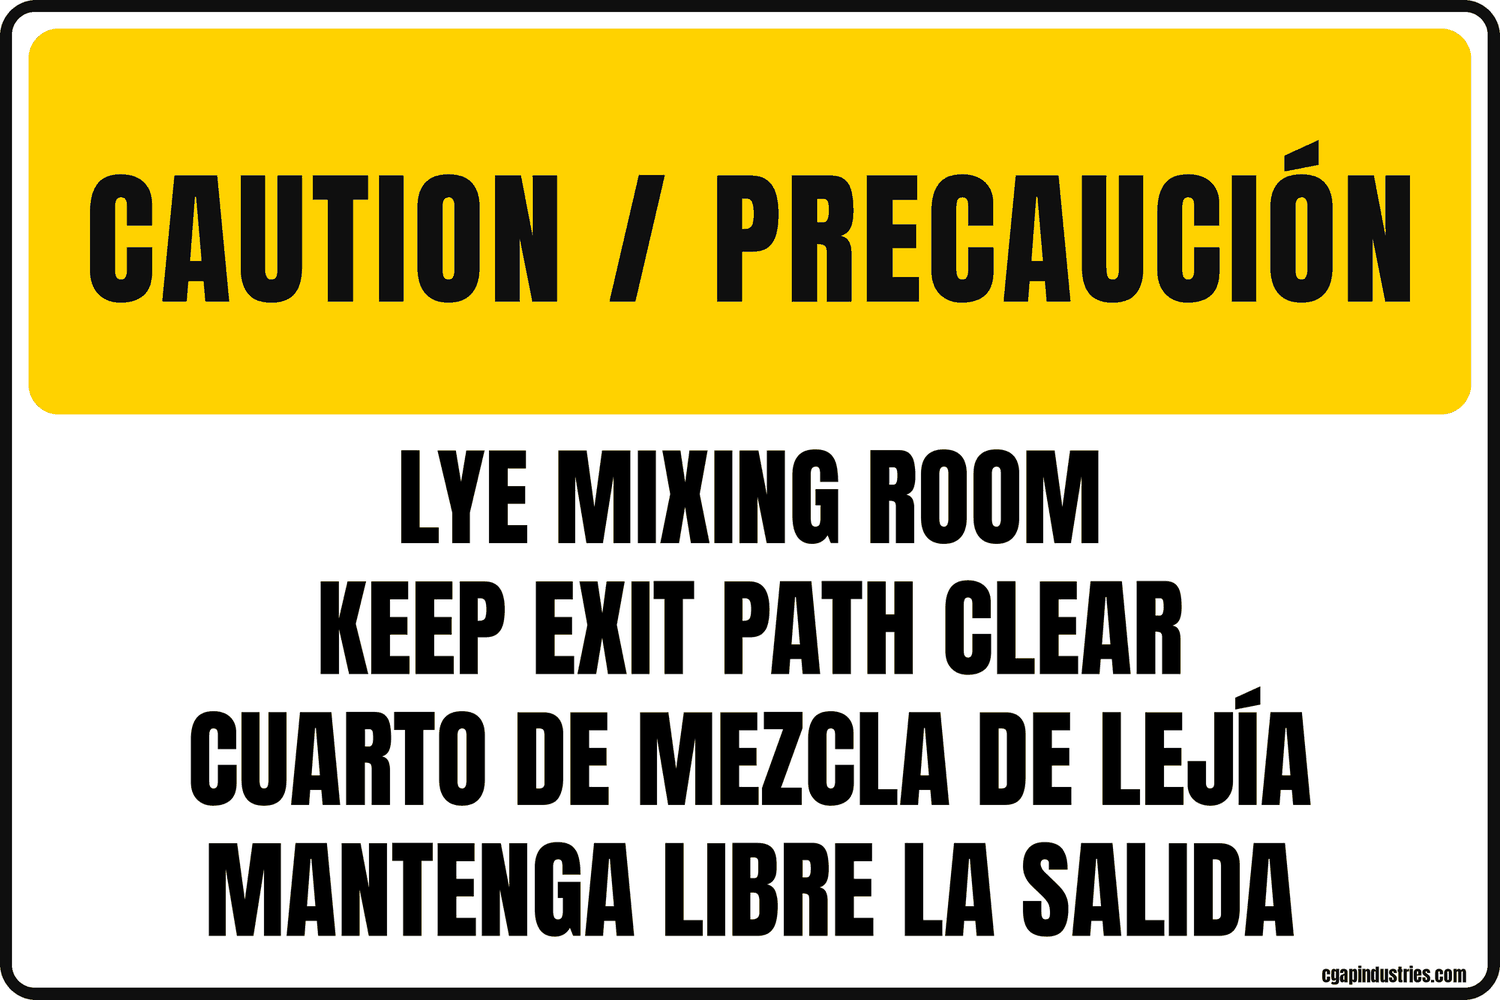 CAUTION / PRECAUCIÓN
LYE MIXING ROOM
KEEP EXIT PATH CLEAR
CUARTO DE MEZCLA DE LEJÍA
MANTENGA LIBRE LA SALIDA
cgapindustries.com